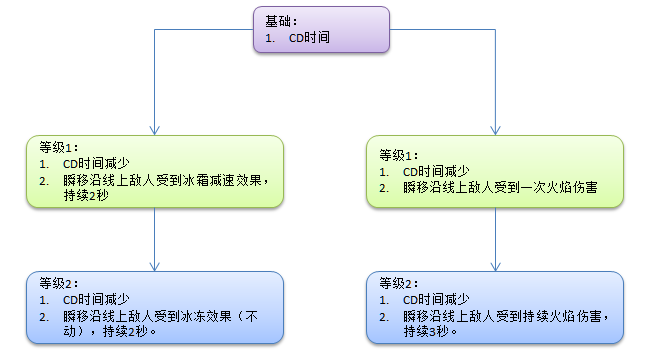 基础：
1. CD时间
等级1：
1. CD时间减少
2. 瞬移沿线上敌人受到冰霜减速效果，
持续2秒
等级1：
1. CD时间减少
2. 瞬移沿线上敌人受到一次火焰伤害
等级2：
1. CD时间减少
2. 瞬移沿线上敌人受到冰冻效果（不
动），持续2秒。
等级2：
1. CD时间减少
2. 瞬移沿线上敌人受到持续火焰伤害，
持续3秒。